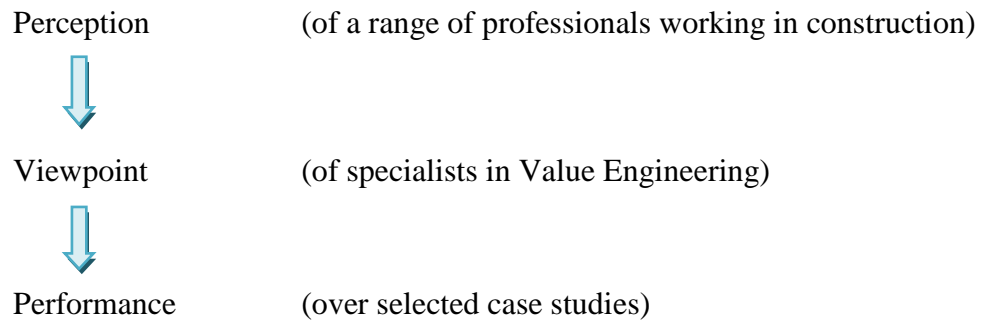 Perception (of a range of professionals working in construction)
Viewpoint (of specialists in Value Engineering)
Performance (over selected case studies)